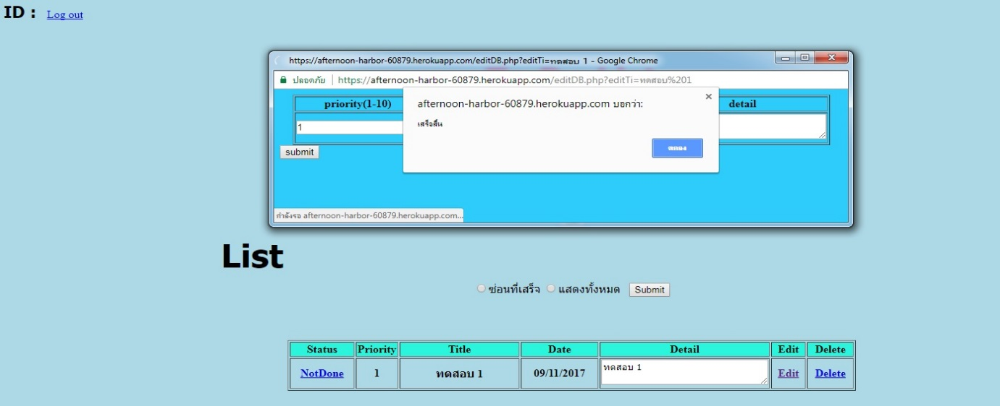 ID : Log out
https://afternoon-harbor-60879.herokuapp.com/editDB.php?editTi=ทดสอบ 1 - Google Chrome
ปลอดภัย | https://afternoon-harbor-60879.herokuapp.com/editDB.php?editTi=ทดสอบ%201
priority(1-10) detail
afternoon-harbor-60879.herokuapp.com บอกว่า:
1
เสร็จสิ้น
ตกลง
submit
กำลังรอ afternoon-harbor-60879.herokuapp.com...
List
ซ่อนที่เสร็จ แสดงทั้งหมด Submit
Status Priority Title Date Detail Edit Delete
NotDone 1 ทดสอบ 1 09/11/2017 ทดสอบ 1 Edit Delete